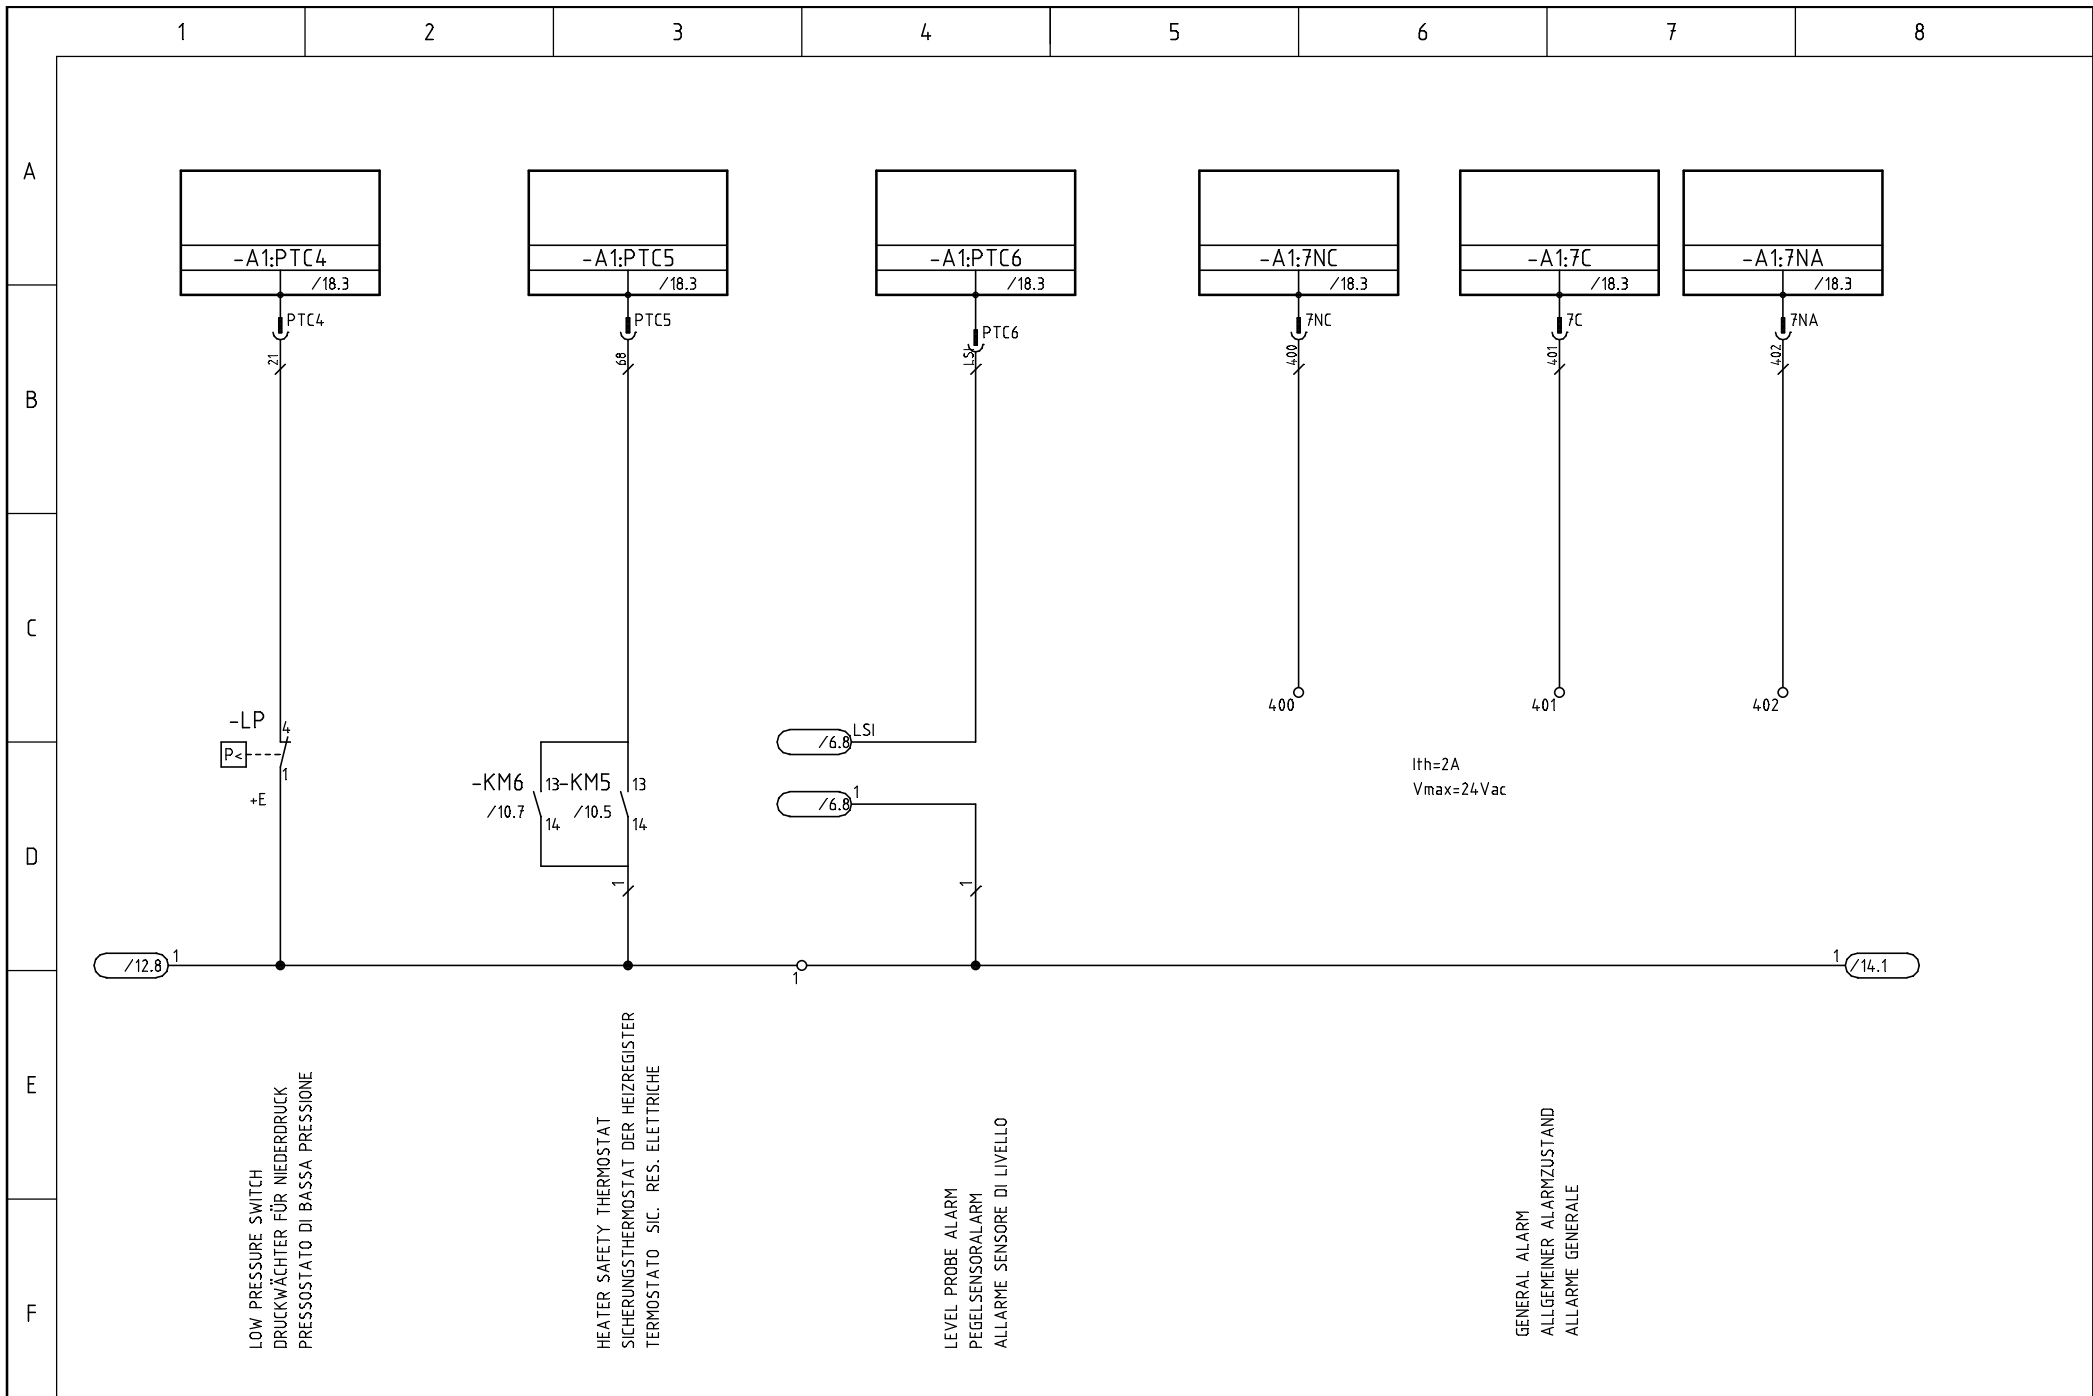 1 2 3 4 5 6 7 8
A
-A1:PTC4
/18.3
-A1:PTC5
/18.3
-A1:PTC6
/18.3
-A1:7NC
/18.3
-A1:7C
/18.3
-A1:7NA
/18.3
PTC4
PTC5
PTC6
7NC
7C
7NA
21
68
LSI
400
401
402
B
C
400
401
402
-LP
4
P<
1
+E
-KM6
/10.7
13
14
-KM5
/10.5
13
14
/6.8
LSI
/6.8
1
Ith=2A
Vmax=24Vac
D
1
1
/12.8
1
1
1
/14.1
E
LOW PRESSURE SWITCH
DRUCKWÄCHTER FÜR NIEDERDRUCK
PRESSOSTATO DI BASSA PRESSIONE
HEATER SAFETY THERMOSTAT
SICHERUNGSTHERMOSTAT DER HEIZREGISTER
TERMOSTATO SIC. RES. ELETTRICHE
LEVEL PROBE ALARM
PEGELSENSORALARM
ALLARME SENSORE DI LIVELLO
GENERAL ALARM
ALLGEMEINER ALARMZUSTAND
ALLARME GENERALE
F